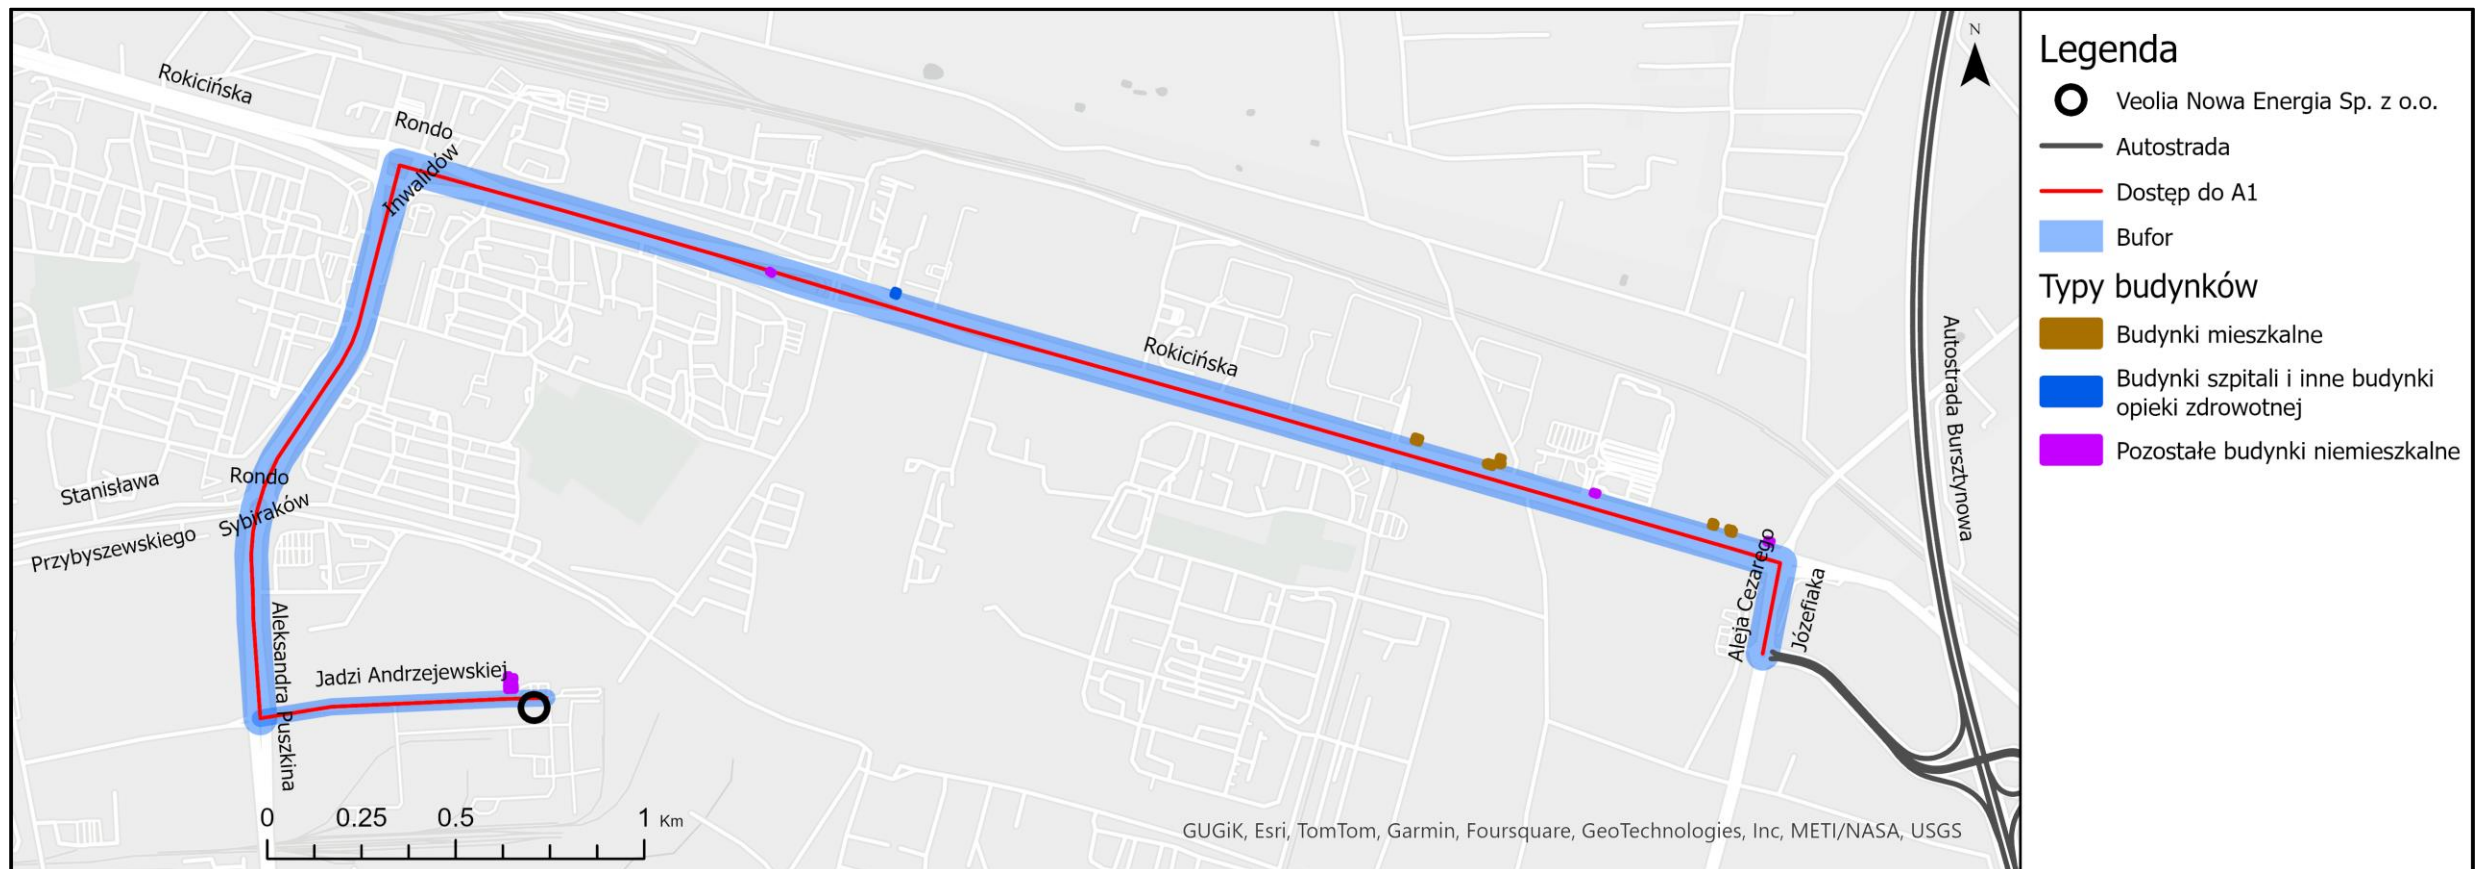 Rokicińska
Rondo
Inwalidów
Rokicińska
Stanisława
Przybyszewskiego
Rondo
Sybiraków
Aleksandra Puszkina
Jadzi Andrzejewskiej
Aleja Cezarego
Józefiaka
Autostrada Bursztynowa
N
0 0.25 0.5 1 Km
GUGiK, Esri, TomTom, Garmin, Foursquare, GeoTechnologies, Inc, METI/NASA, USGS
Legenda
Veolia Nowa Energia Sp. z o.o.
Autostrada
Dostęp do A1
Bufor
Typy budynków
Budynki mieszkalne
Budynki szpitali i inne budynki
opieki zdrowotnej
Pozostałe budynki niemieszkalne